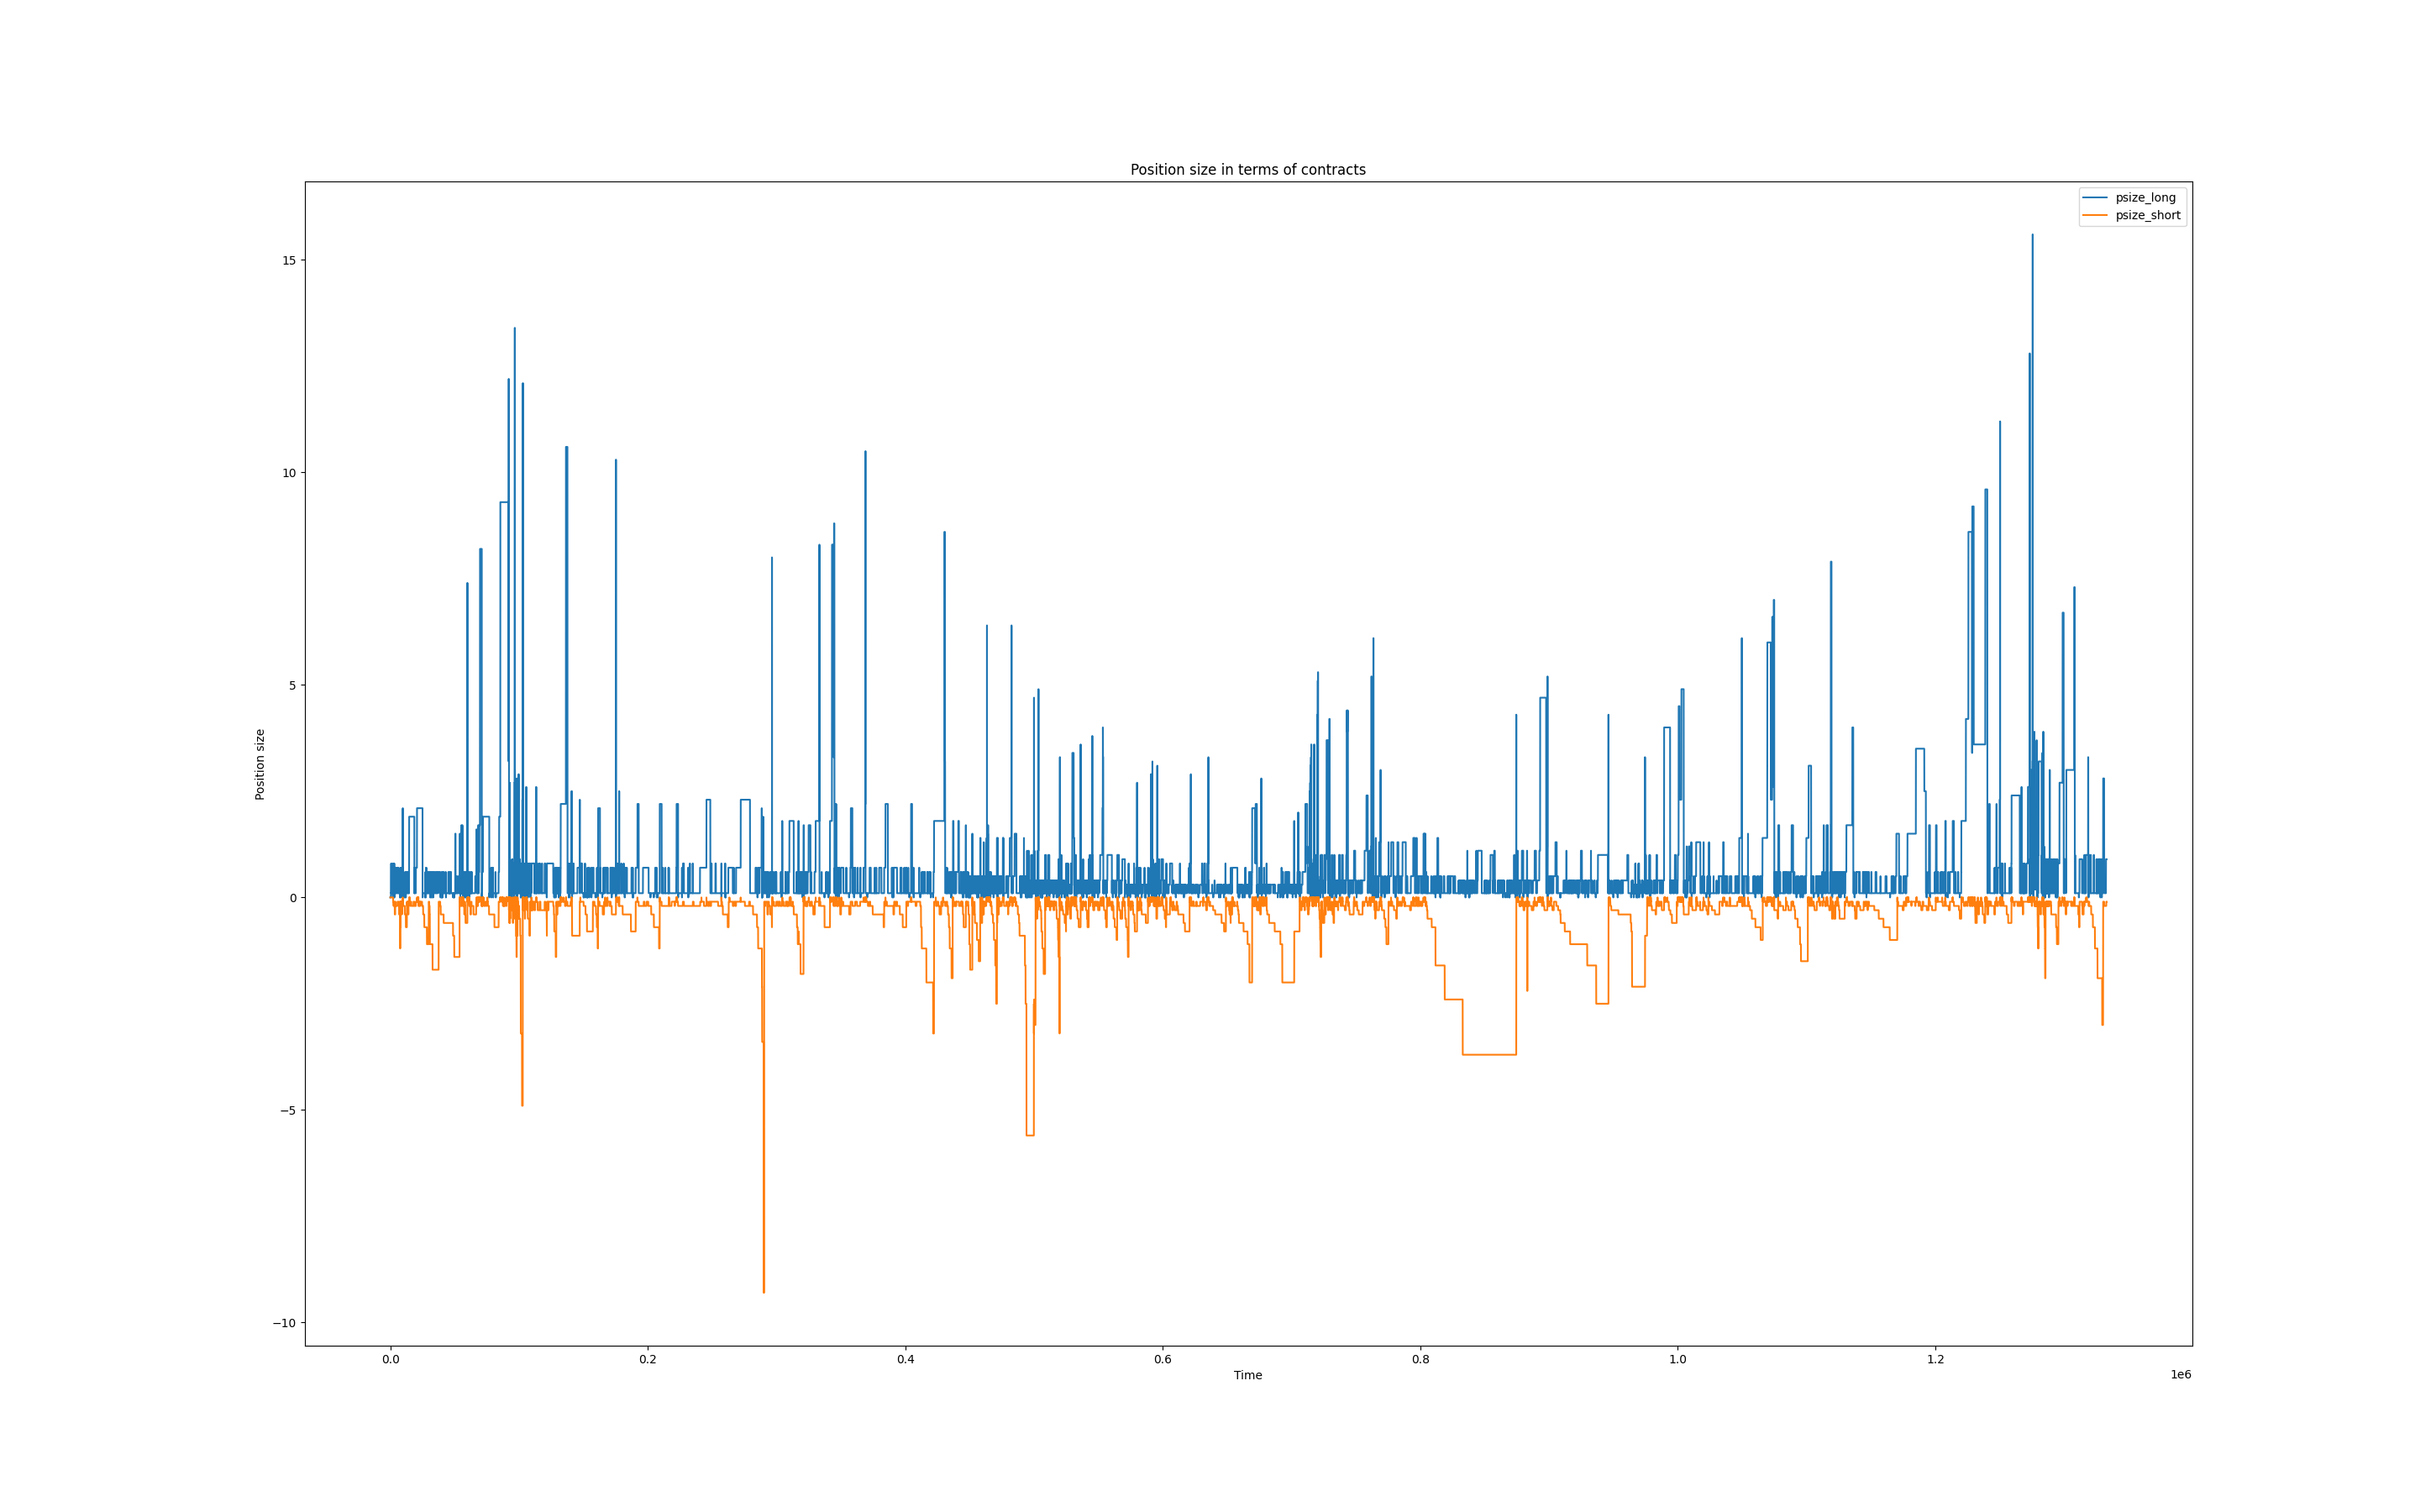 Position size in terms of contracts
psize_long
psize_short
15
10
5
0
−5
−10
Position size
0.0 0.2 0.4 0.6 0.8 1.0 1.2
Time
1e6